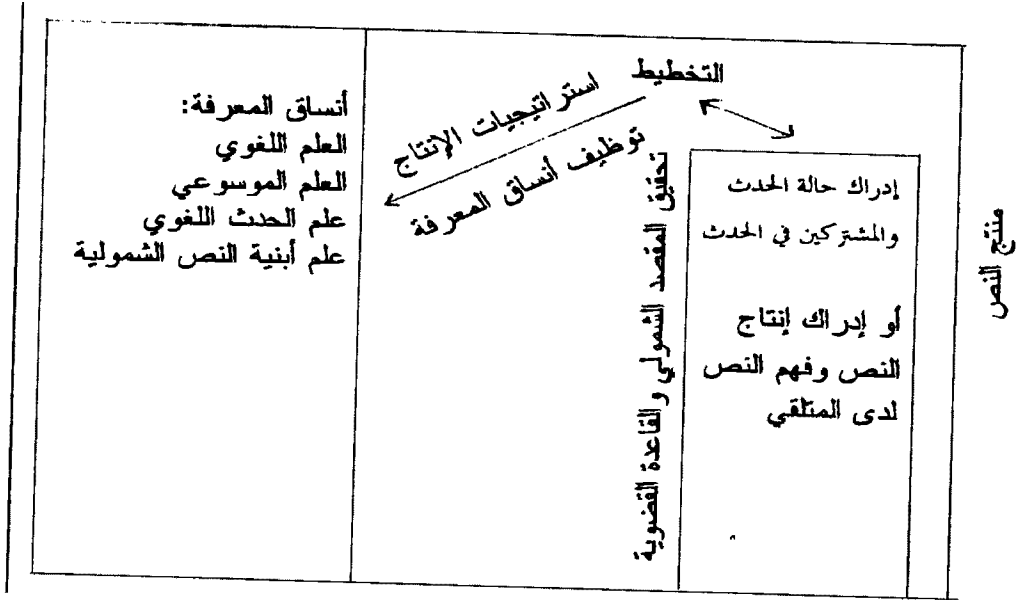 منتج النص
التخطيط
إدراك حالة الحدث
والمشتركين في الحدث
أو إدراك إنتاج
النص وفهم النص
لدى المتلقي
تحقيق المقصد الشمولي والقاعدة القضوية
استراتيجيات الإنتاج
توظيف أنساق المعرفة
أنساق المعرفة:
العلم اللغوي
العلم الموسوعي
علم الحدث اللغوي
علم أبنية النص الشمولية